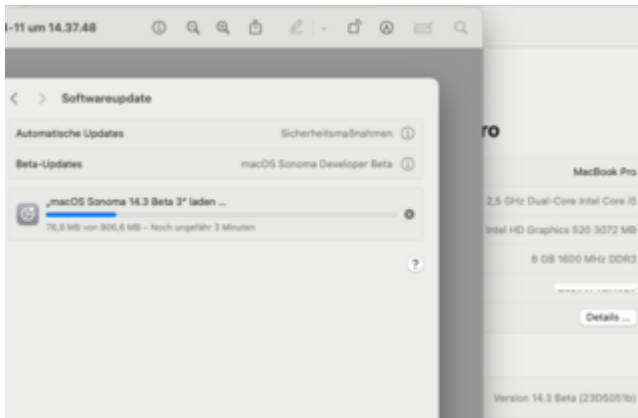 I-11 um 14.37.48
Softwareupdate
Automatische Updates
Sicherheitsmaßnahmen
Beta-Updates
macOS Sonoma Developer Beta
„macOS Sonoma 14.3 Beta 3“ laden ...
76,8 MB von 906,6 MB – Noch ungefähr 3 Minuten
?
ro
MacBook Pro
2,5 GHz Dual-Core Intel Core i5
Intel HD Graphics 520 3072 MB
8 GB 1600 MHz DDR3
Details ...
Version 14.3 Beta (23D5051b)